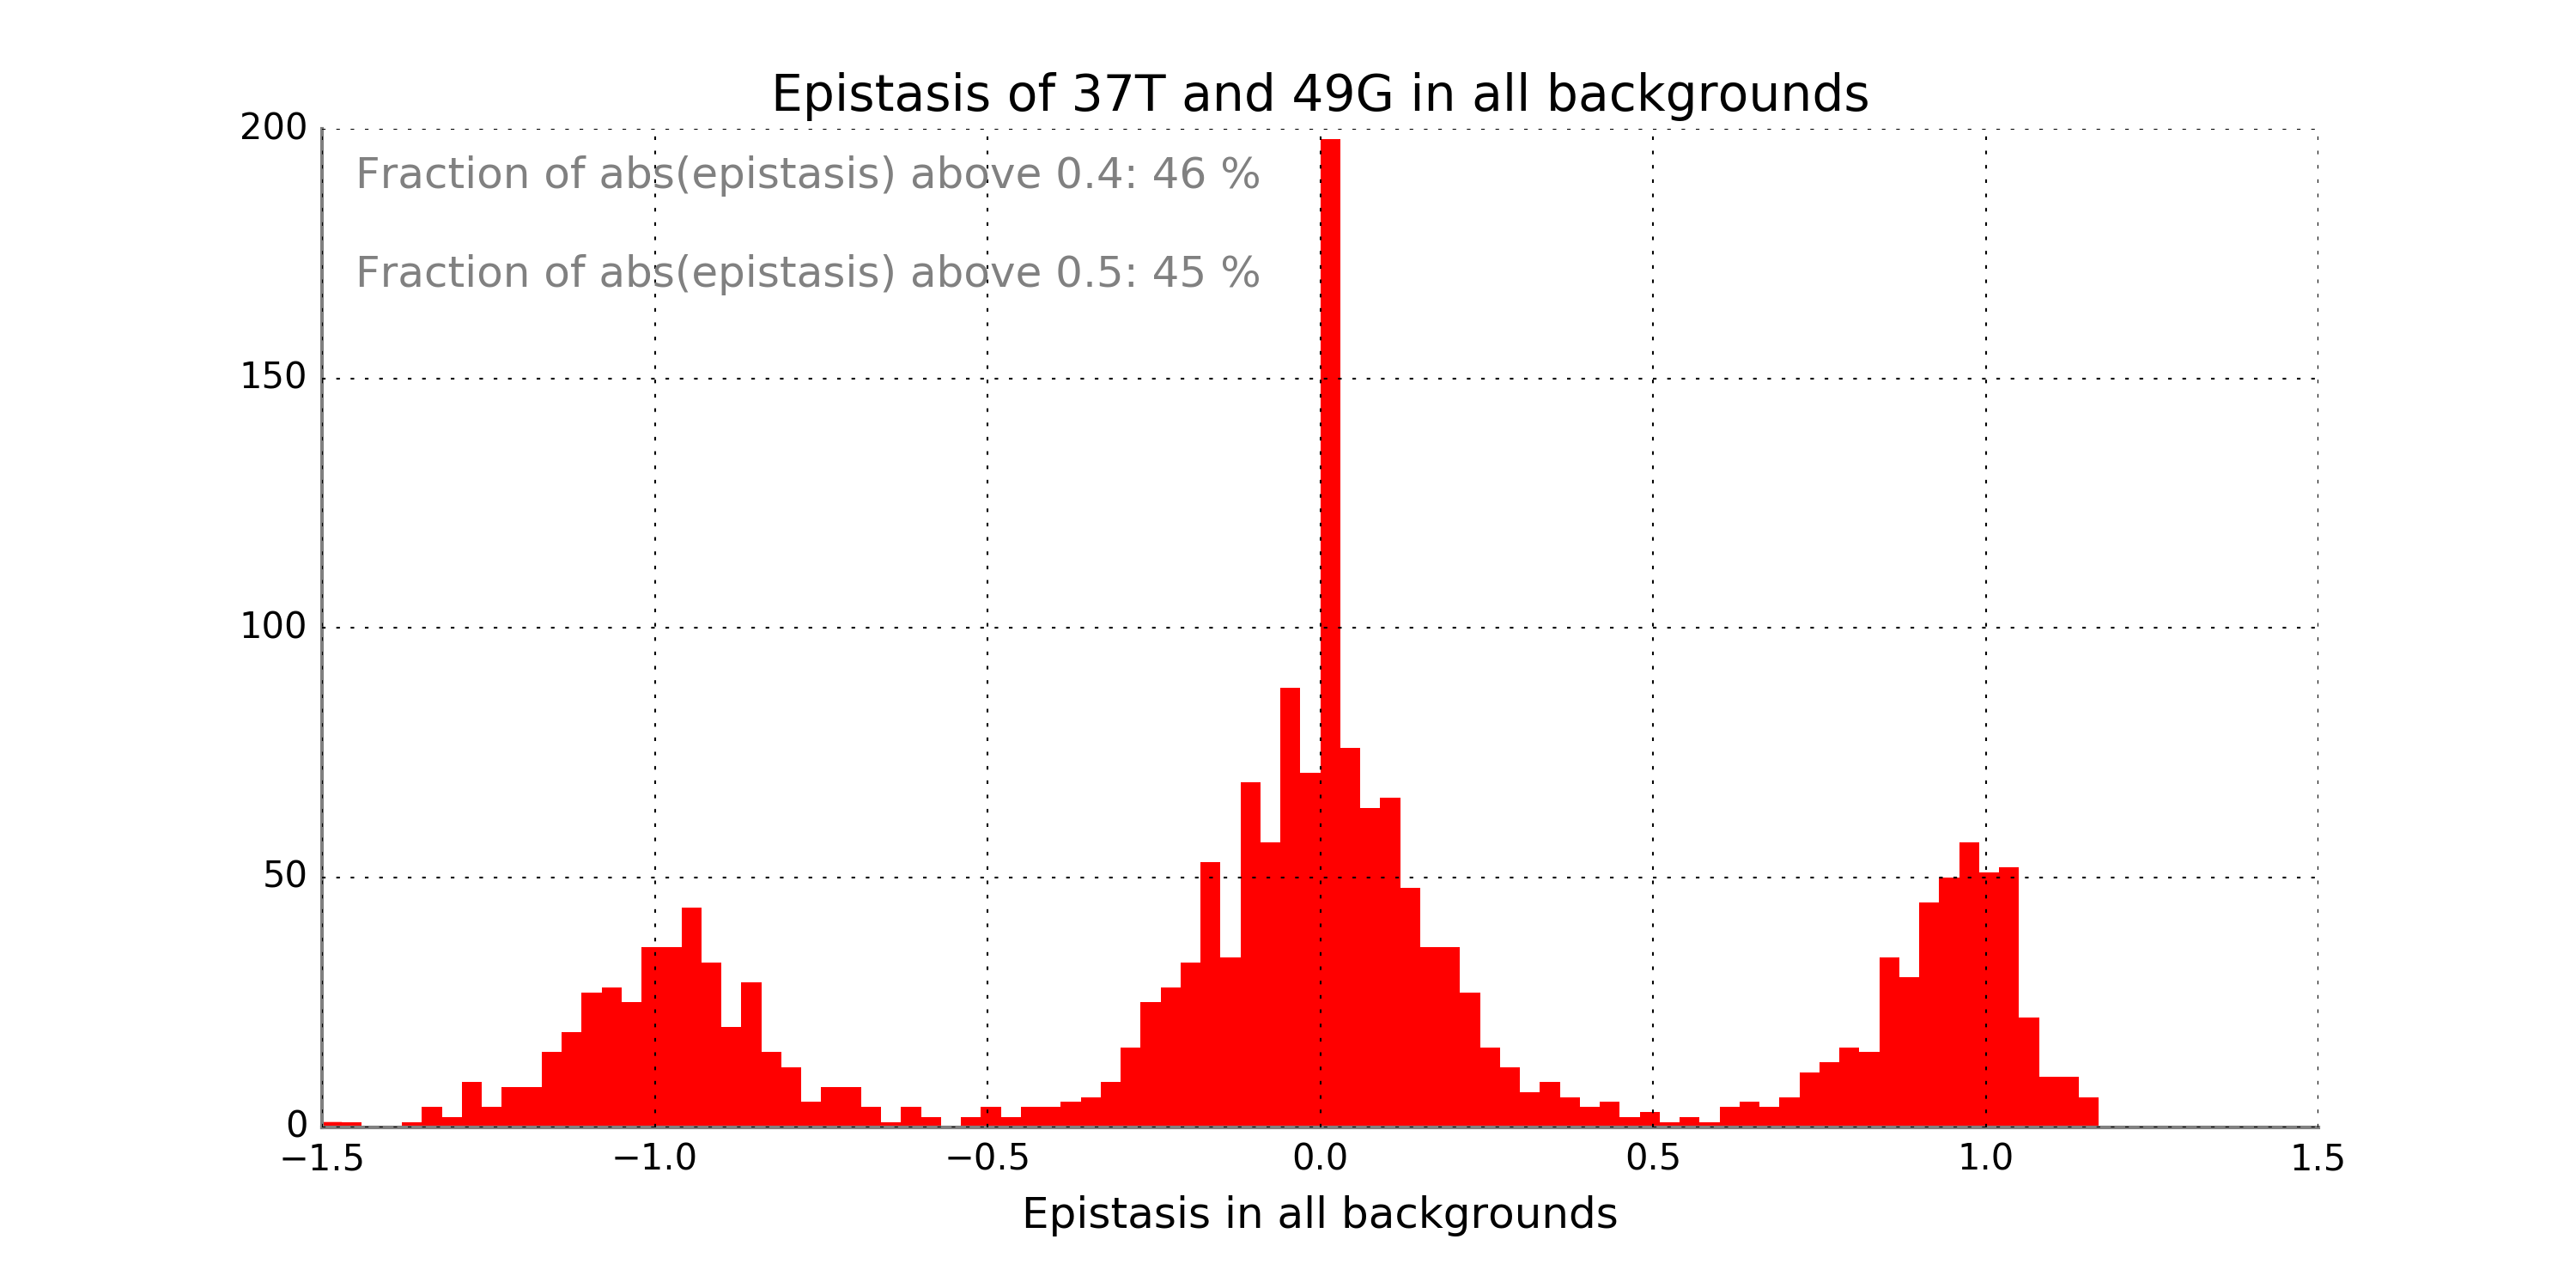 Epistasis of 37T and 49G in all backgrounds
200
Fraction of abs(epistasis) above 0.4: 46 %
Fraction of abs(epistasis) above 0.5: 45 %
150
100
50
0
−1.5 −1.0 −0.5 0.0 0.5 1.0 1.5
Epistasis in all backgrounds